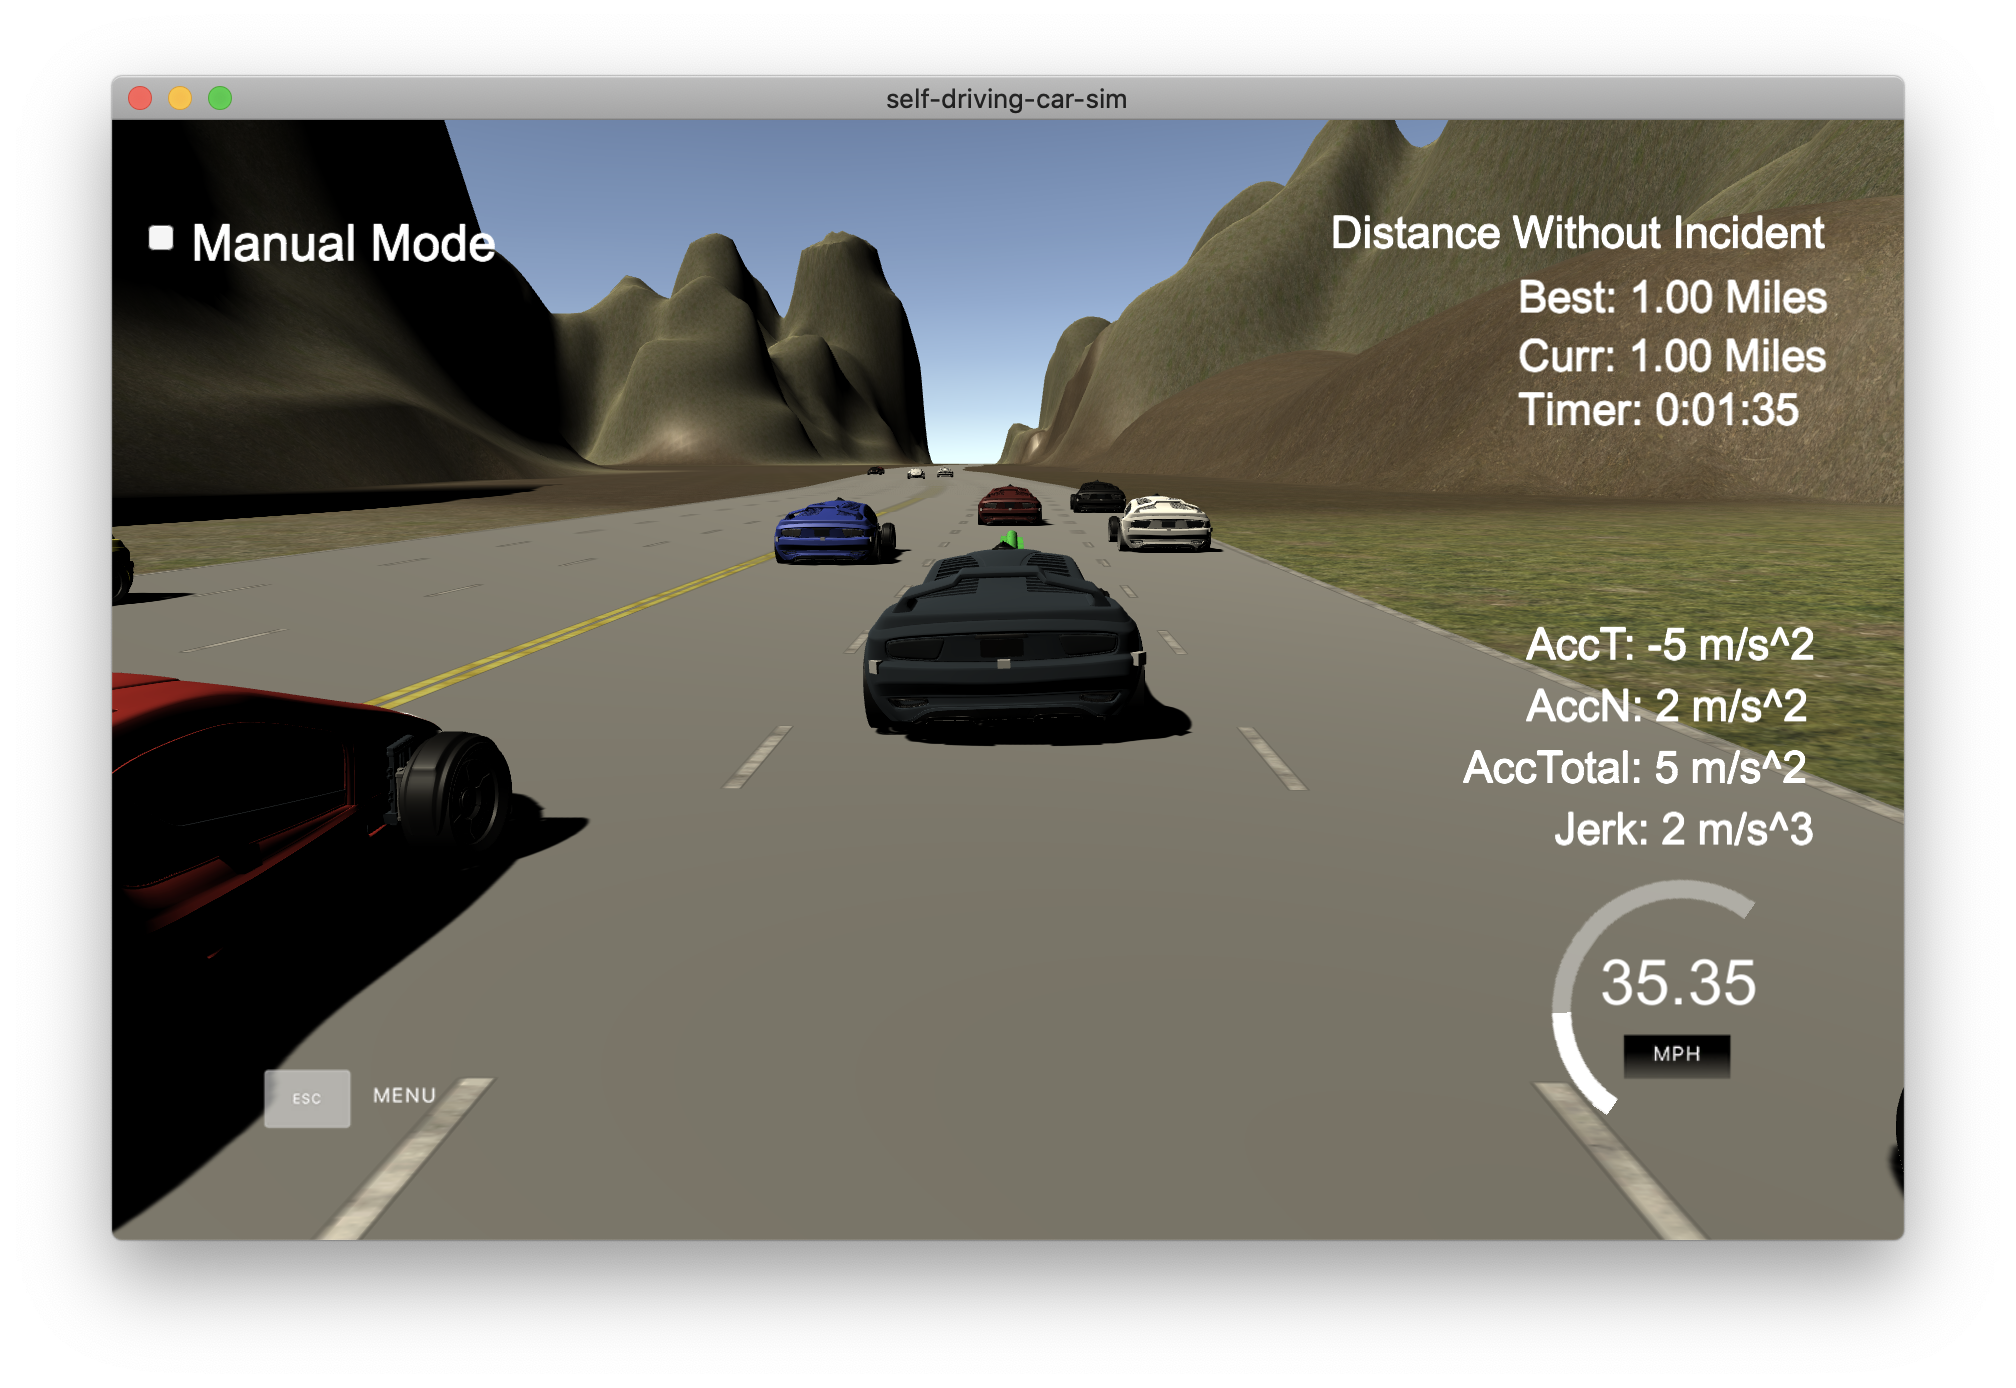 self-driving-car-sim
Manual Mode
Distance Without Incident
Best: 1.00 Miles
Curr: 1.00 Miles
Timer: 0:01:35
AccT: -5 m/s^2
AccN: 2 m/s^2
AccTotal: 5 m/s^2
Jerk: 2 m/s^3
35.35
MPH
ESC MENU